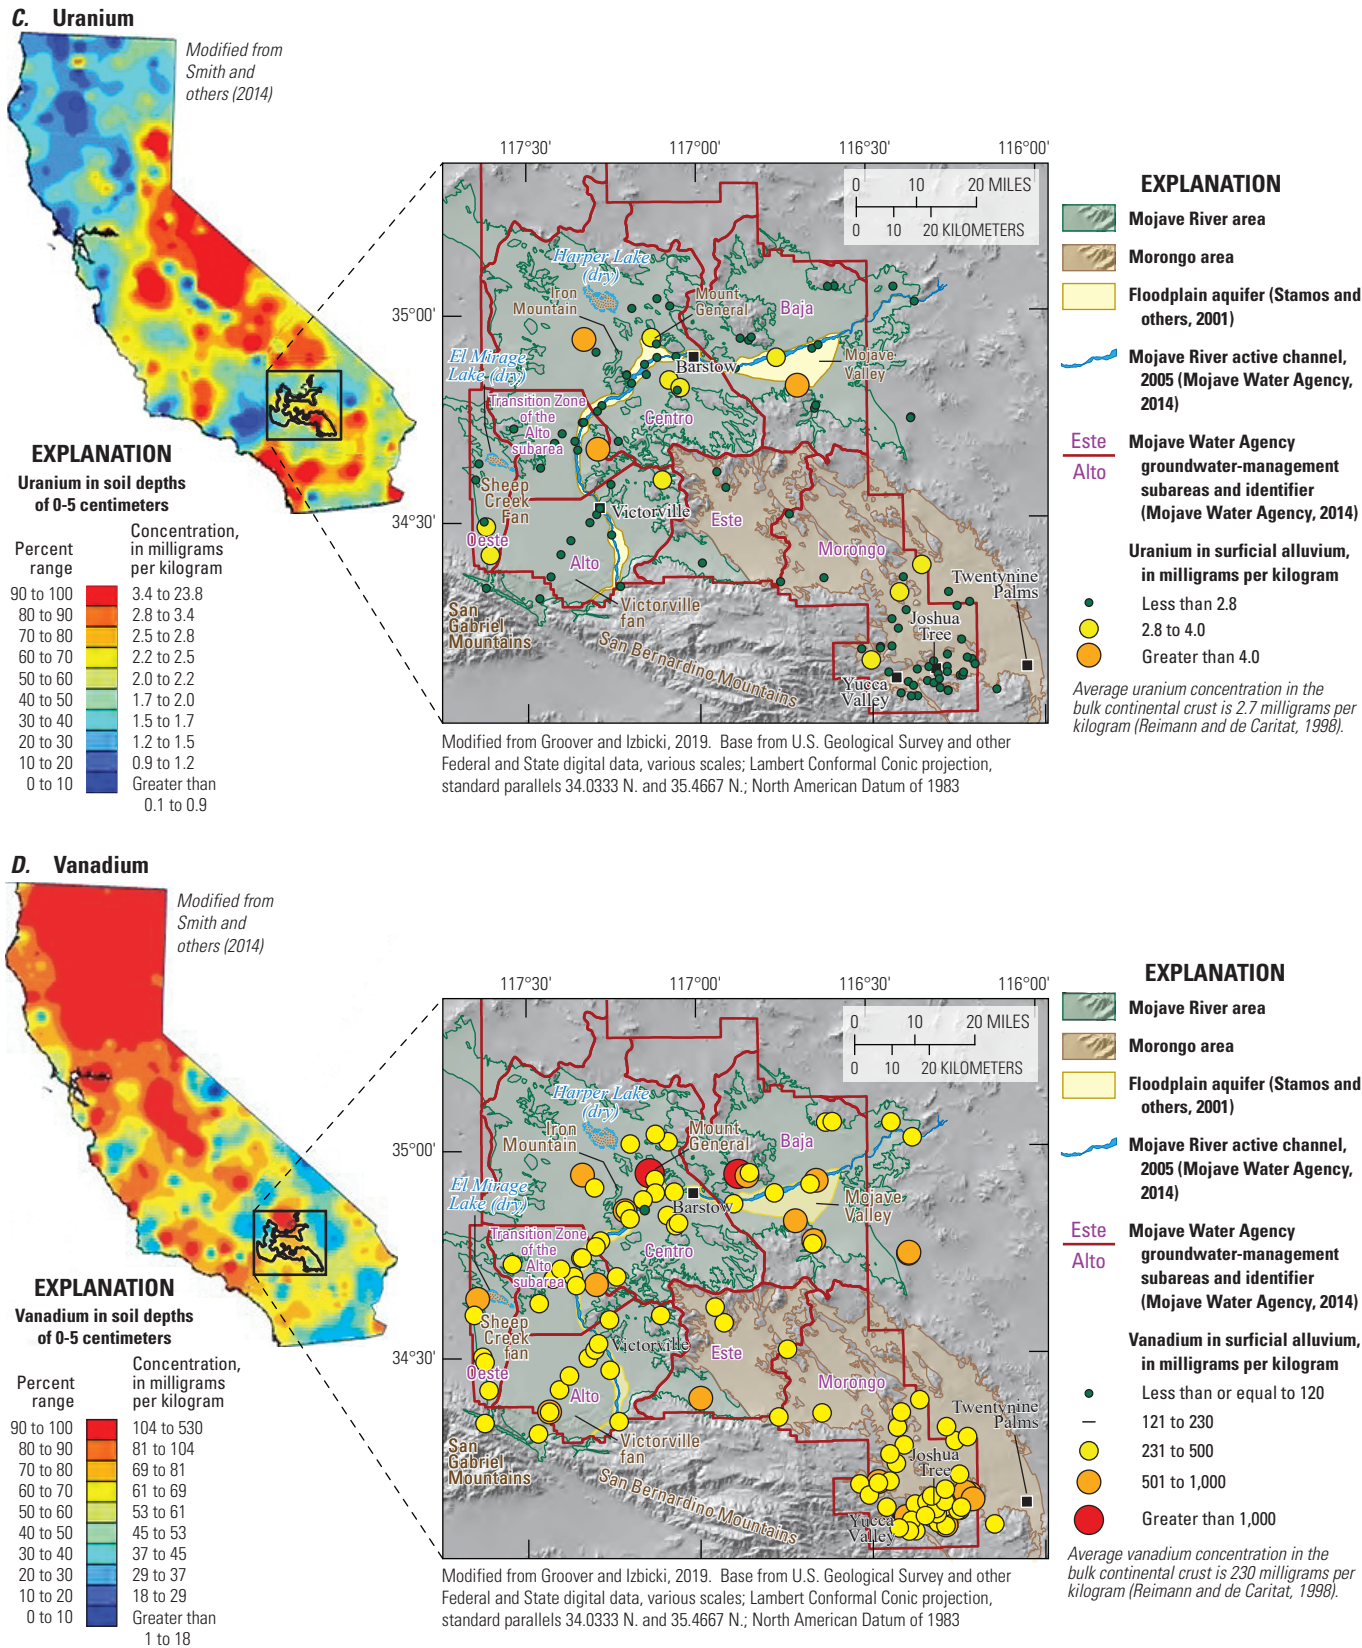 C. Uranium
Modified from
Smith and
others (2014)
EXPLANATION
Uranium in soil depths
of 0-5 centimeters
Percent
range
Concentration,
in milligrams
per kilogram
90 to 100 3.4 to 23.8
80 to 90 2.8 to 3.4
70 to 80 2.5 to 2.8
60 to 70 2.2 to 2.5
50 to 60 2.0 to 2.2
40 to 50 1.7 to 2.0
30 to 40 1.5 to 1.7
20 to 30 1.2 to 1.5
10 to 20 0.9 to 1.2
0 to 10 Greater than
0.1 to 0.9
117°30' 117°00' 116°30' 116°00'
0 10 20 MILES
0 10 20 KILOMETERS
Harper Lake
(dry)
Iron
Mountain
Mount
General
Baja
35°00'
El Mirage
Lake (dry)
Barstow
Mojave
Valley
Transition Zone
of the
Alto
subarea
Centro
Sheep
Creek
Fan
Victorville
34°30'
Oeste
Este
Alto
Morongo
Twentynine
Palms
San
Gabriel
Mountains
Victorville
fan
Joshua
Tree
San Bernardino Mountains
Yucca
Valley
Modified from Groover and Izbicki, 2019. Base from U.S. Geological Survey and other
Federal and State digital data, various scales; Lambert Conformal Conic projection,
standard parallels 34.0333 N. and 35.4667 N.; North American Datum of 1983
EXPLANATION
Mojave River area
Morongo area
Floodplain aquifer (Stamos and
others, 2001)
Mojave River active channel,
2005 (Mojave Water Agency,
2014)
Este
Alto
Mojave Water Agency
groundwater-management
subareas and identifier
(Mojave Water Agency, 2014)
Uranium in surficial alluvium,
in milligrams per kilogram
Less than 2.8
2.8 to 4.0
Greater than 4.0
Average uranium concentration in the
bulk continental crust is 2.7 milligrams per
kilogram (Reimann and de Caritat, 1998).
D. Vanadium
Modified from
Smith and
others (2014)
EXPLANATION
Vanadium in soil depths
of 0-5 centimeters
Percent
range
Concentration,
in milligrams
per kilogram
90 to 100 104 to 530
80 to 90 81 to 104
70 to 80 69 to 81
60 to 70 61 to 69
50 to 60 53 to 61
40 to 50 45 to 53
30 to 40 37 to 45
20 to 30 29 to 37
10 to 20 18 to 29
0 to 10 Greater than
1 to 18
117°30' 117°00' 116°30' 116°00'
0 10 20 MILES
0 10 20 KILOMETERS
Harper Lake
(dry)
Iron
Mountain
Mount
General
Baja
35°00'
El Mirage
Lake (dry)
Barstow
Mojave
Valley
Transition Zone
of the
Alto
subarea
Centro
Sheep
Creek
fan
Victorville
34°30'
Oeste
Este
Alto
Morongo
Twentynine
Palms
San
Gabriel
Mountains
Victorville
fan
Joshua
Tree
San Bernardino Mountains
Yucca
Valley
Modified from Groover and Izbicki, 2019. Base from U.S. Geological Survey and other
Federal and State digital data, various scales; Lambert Conformal Conic projection,
standard parallels 34.0333 N. and 35.4667 N.; North American Datum of 1983
EXPLANATION
Mojave River area
Morongo area
Floodplain aquifer (Stamos and
others, 2001)
Mojave River active channel,
2005 (Mojave Water Agency,
2014)
Este
Alto
Mojave Water Agency
groundwater-management
subareas and identifier
(Mojave Water Agency, 2014)
Vanadium in surficial alluvium,
in milligrams per kilogram
Less than or equal to 120
— 121 to 230
231 to 500
501 to 1,000
Greater than 1,000
Average vanadium concentration in the
bulk continental crust is 230 milligrams per
kilogram (Reimann and de Caritat, 1998).